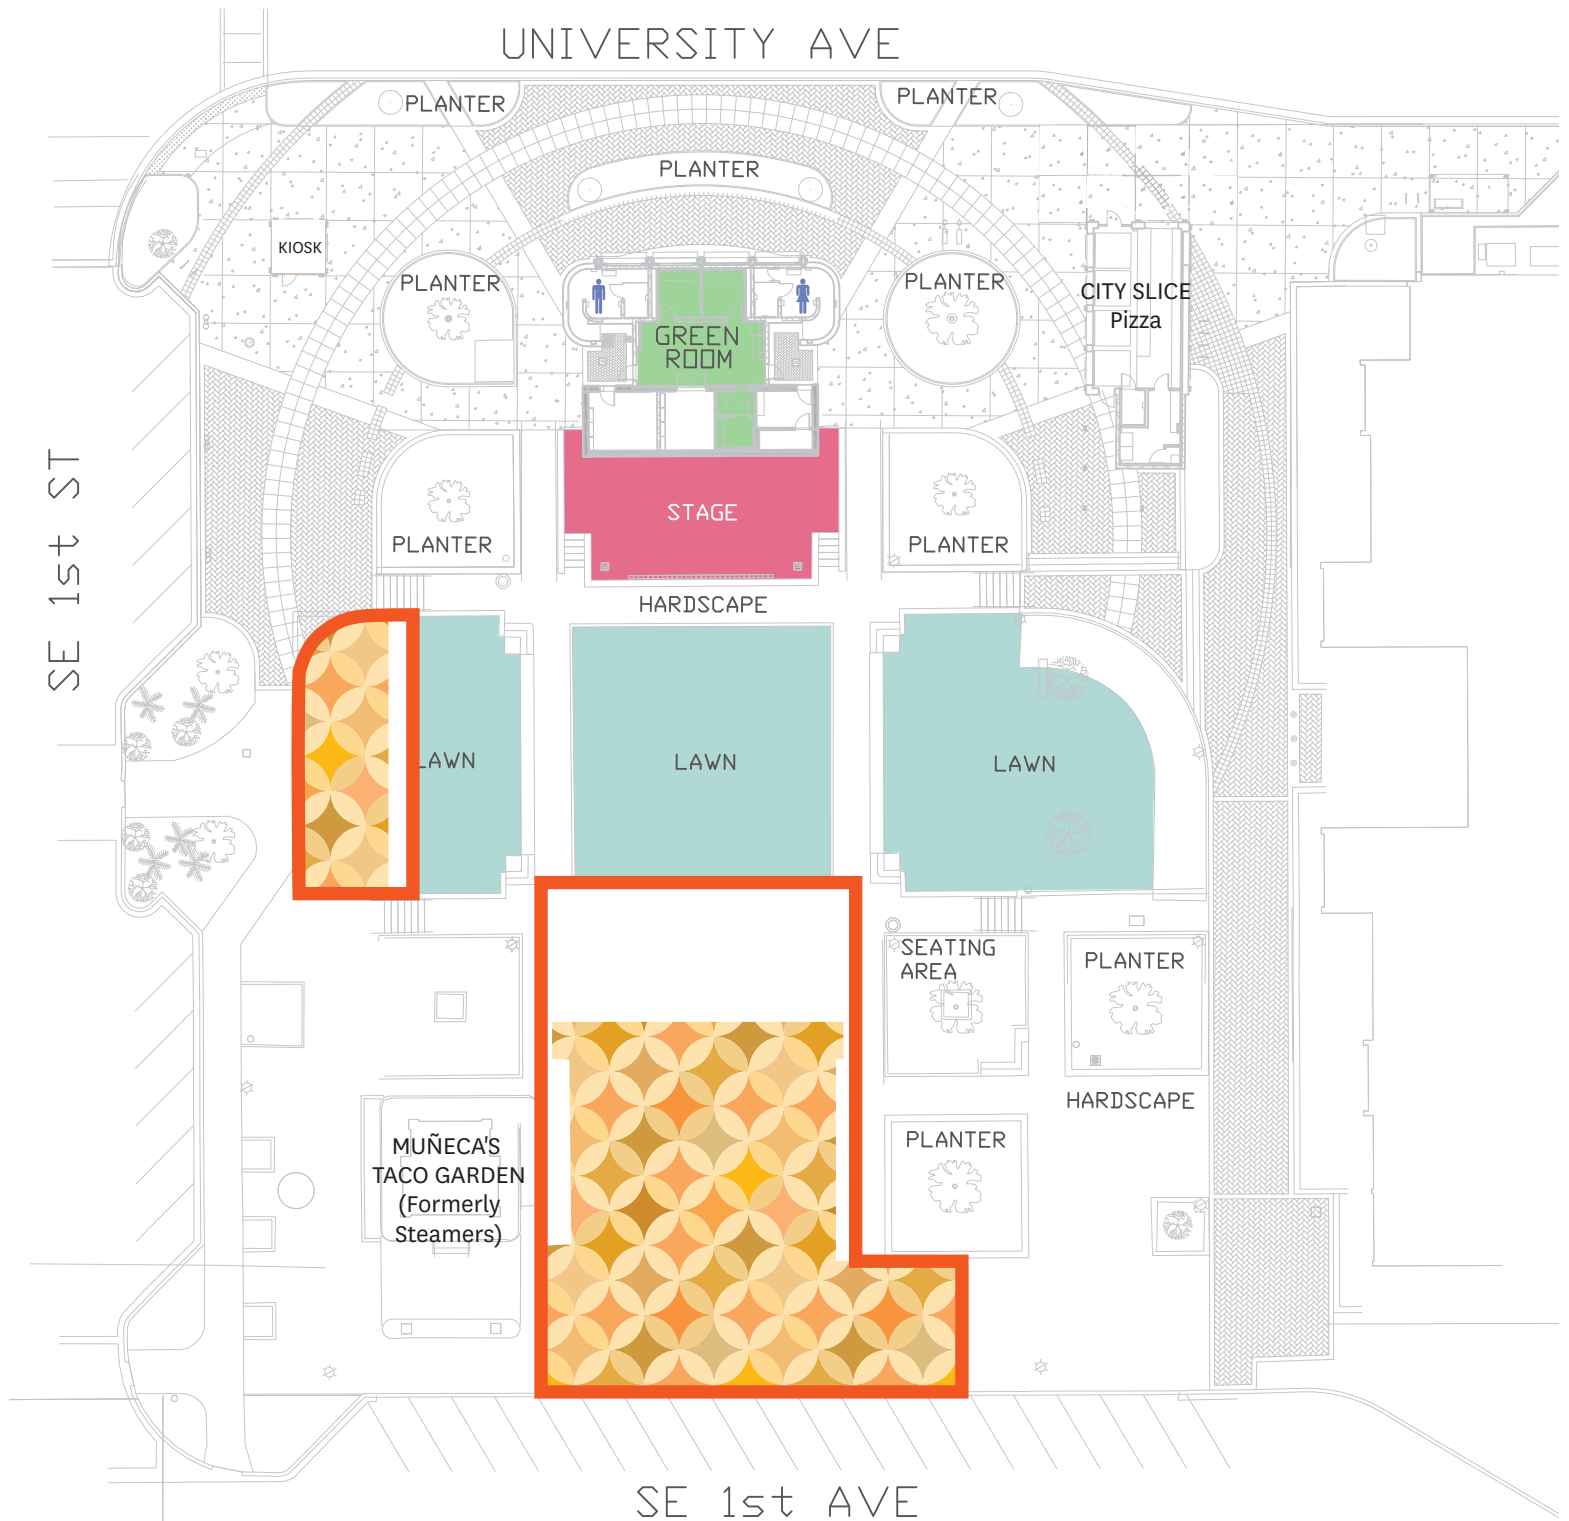 UNIVERSITY AVE
PLANTER
PLANTER
PLANTER
KIOSK
PLANTER
PLANTER
CITY SLICE
Pizza
GREEN
ROOM
SE 1st ST
STAGE
PLANTER
PLANTER
HARDSCAPE
LAWN
LAWN
LAWN
SEATING
AREA
PLANTER
HARDSCAPE
MUÑECA'S
TACO GARDEN
(Formerly
Steamers)
PLANTER
SE 1st AVE